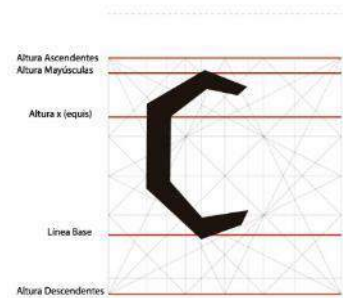 Altura Ascendentes
Altura Mayúsculas
Altura x (equis)
C
Línea Base
Altura Descendentes